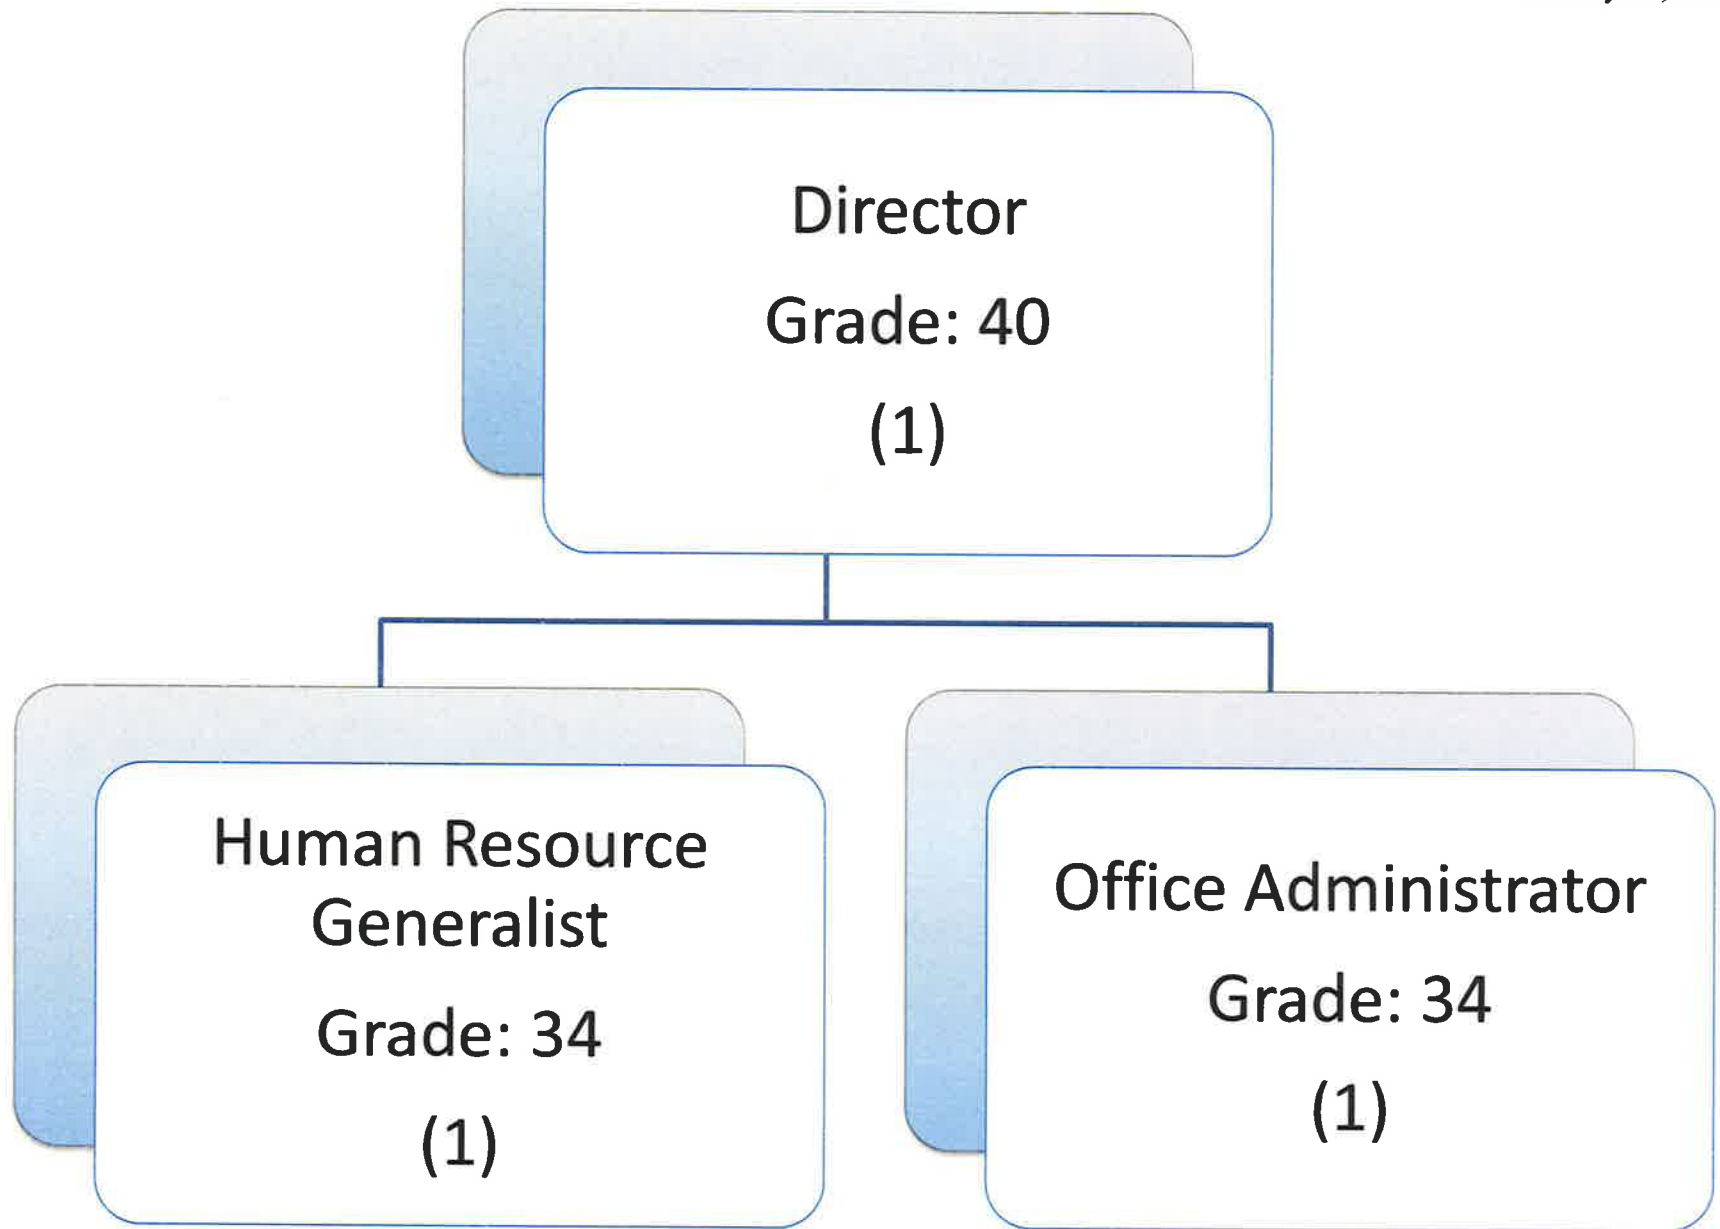 Director
Grade: 40
(1)
Human Resource
Generalist
Grade: 34
(1)
Office Administrator
Grade: 34
(1)